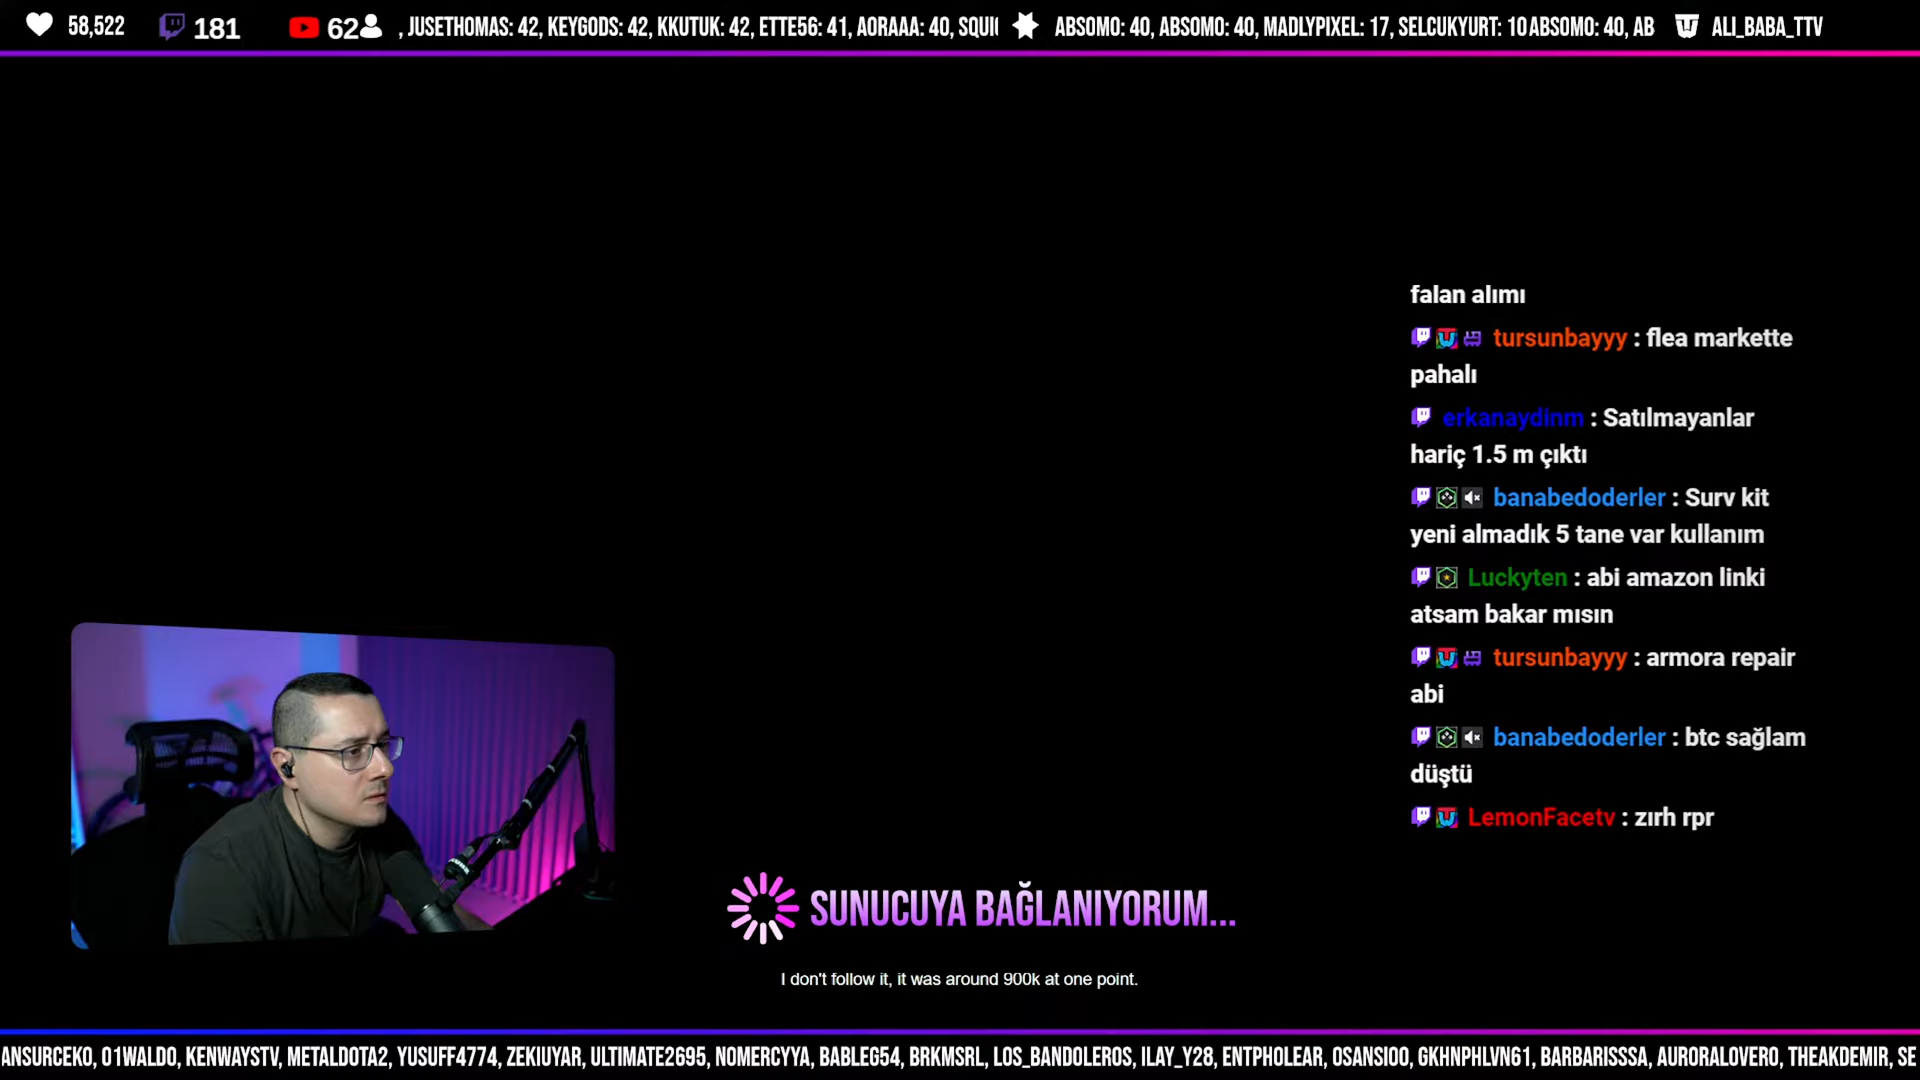 58,522 181 62 , JUSETHOMAS: 42, KEYGODS: 42, KKUTUK: 42, ETTE56: 41, AORAAA: 40, ABSOMO: 40, ABSOMO: 40, MADLYPIXEL: 17, SELCUKYURT: 10ABSOMO: 40, AB ALI_BABA_TTV
falan alımı
tursunbayyy : flea markette
pahalı
erkanaydinm : Satılmayanlar
hariç 1.5 m çıktı
banabedoderler : Surv kit
yeni almadık 5 tane var kullanım
Luckyten : abi amazon linki
atsam bakar mısın
tursunbayyy : armora repair
abi
banabedoderler : btc sağlam
düştü
LemonFacetv : zırh rpr
SUNUCUYA BAĞLANIYORUM...
I don't follow it, it was around 900k at one point.
ANSURCEKO, 01WALDO, KENWAYSTV, METALDOTA2, YUSUFF4774, ZEKIUYAR, ULTIMATE2695, NOMERCYYA, BABLEG54, BRKMSRL, LOS_BANDOLEROS, ILAY_Y28, ENTPHOLEAR, OSANSIOO, GKHNPHLVN61, BARBARISSSA, AURORALOVERO, THEAKDEMIR, SE